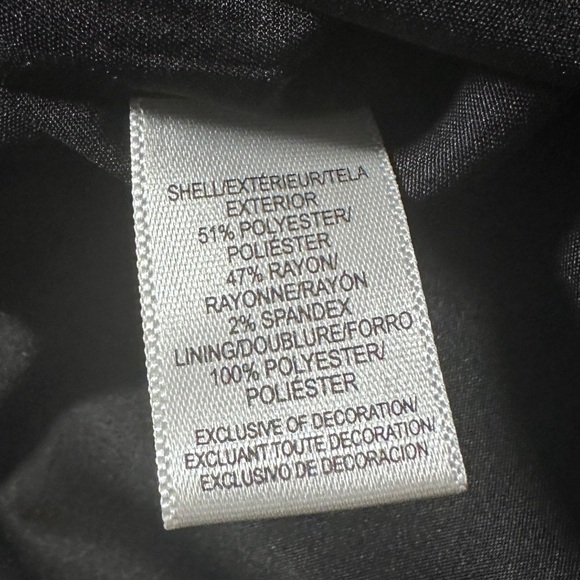 SHELL/EXTÉRIEUR/TELA
EXTERIOR
51% POLYESTER/
POLIÉSTER
47% RAYON/
RAYONNE/RAYÓN
2% SPANDEX
LINING/DOUBLURE/FORRO
100% POLYESTER/
POLIÉSTER
EXCLUSIVE OF DECORATION/
EXCLUANT TOUTE DECORATION/
EXCLUSIVO DE DECORACION